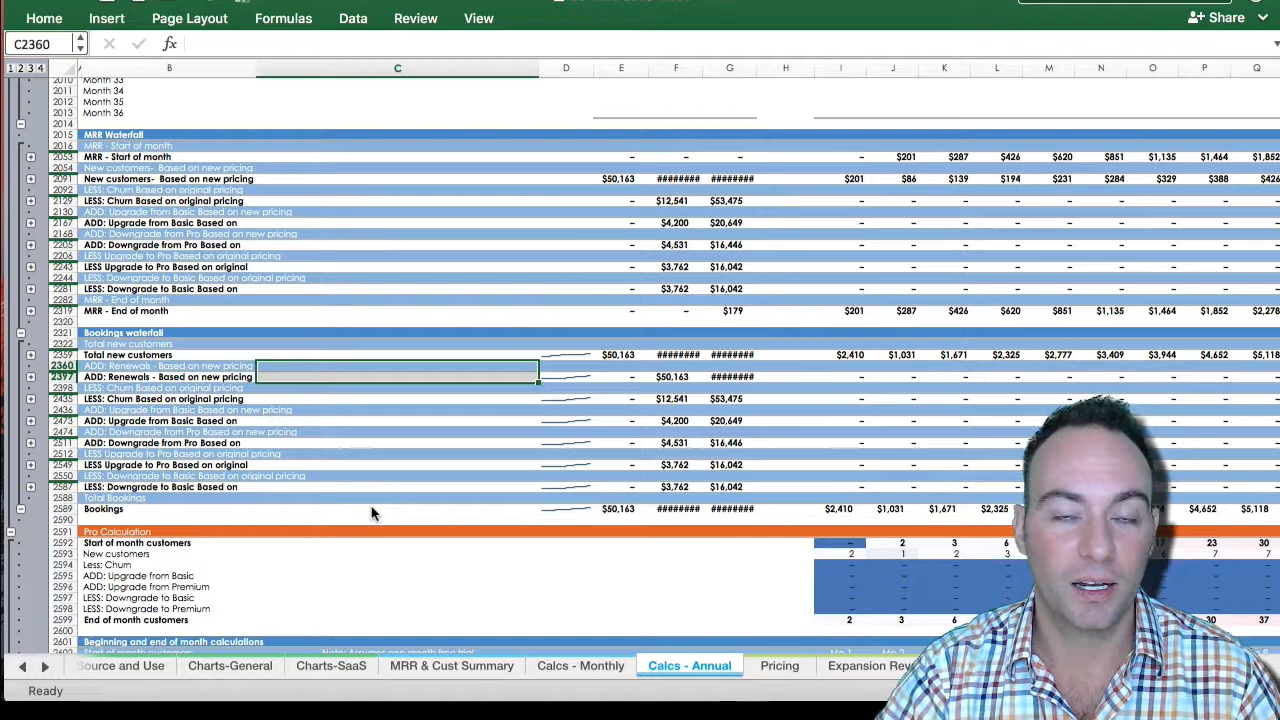 Home Insert Page Layout Formulas Data Review View Share
C2360 fx
B C D E F G H I J K L M N O P Q
1 2 3 4
2010 Month 33
2011 Month 34
2012 Month 35
2013 Month 36
2014
2015 MRR Waterfall
2016 MRR - Start of month
2053 MRR - Start of month – – – – $201 $287 $426 $620 $851 $1,135 $1,464 $1,852
2054 New customers- Based on new pricing
2091 New customers- Based on new pricing $50,163 ######## ######## $201 $86 $139 $194 $231 $284 $329 $388 $426
2092 LESS: Churn Based on original pricing
2129 LESS: Churn Based on original pricing – $12,541 $53,475 – – – – – – – – –
2130 ADD: Upgrade from Basic Based on new pricing
2167 ADD: Upgrade from Basic Based on – $4,200 $20,649 – – – – – – – – –
2168 ADD: Downgrade from Pro Based on new pricing
2205 ADD: Downgrade from Pro Based on – $4,531 $16,446 – – – – – – – – –
2206 LESS Upgrade to Pro Based on original pricing
2243 LESS Upgrade to Pro Based on original – $3,762 $16,042 – – – – – – – – –
2244 LESS: Downgrade to Basic Based on original pricing
2281 LESS: Downgrade to Basic Based on – $3,762 $16,042 – – – – – – – – –
2282 MRR - End of month
2319 MRR - End of month – – $179 $201 $287 $426 $620 $851 $1,135 $1,464 $1,852 $2,278
2320
2321 Bookings waterfall
2322 Total new customers
2359 Total new customers $50,163 ######## ######## $2,410 $1,031 $1,671 $2,325 $2,777 $3,409 $3,944 $4,652 $5,118
2360 ADD: Renewals - Based on new pricing
2397 ADD: Renewals - Based on new pricing – $50,163 ######## – – – – – – – – –
2398 LESS: Churn Based on original pricing
2435 LESS: Churn Based on original pricing – $12,541 $53,475 – – – – –
2436 ADD: Upgrade from Basic Based on new pricing
2473 ADD: Upgrade from Basic Based on – $4,200 $20,649 – – – – –
2474 ADD: Downgrade from Pro Based on new pricing
2511 ADD: Downgrade from Pro Based on – $4,531 $16,446 – – – –
2512 LESS Upgrade to Pro Based on original pricing
2549 LESS Upgrade to Pro Based on original – $3,762 $16,042 – – – –
2550 LESS: Downgrade to Basic Based on original pricing
2587 LESS: Downgrade to Basic Based on – $3,762 $16,042 – – – –
2588 Total Bookings
2589 Bookings $50,163 ######## ######## $2,410 $1,031 $1,671 $2,325 $4,652 $5,118
2590
2591 Pro Calculation
2592 Start of month customers – 2 3 6 23 30
2593 New customers 2 1 2 3 7 7
2594 Less: Churn
2595 ADD: Upgrade from Basic
2596 ADD: Upgrade from Premium
2597 LESS: Downgrade to Basic
2598 LESS: Downgrade to Premium
2599 End of month customers 2 3 6 30 37
2600
2601 Beginning and end of month calculations
2602 Start of month customers Note: Assumes one month free trial Mo 1 Mo 2
Source and Use Charts-General Charts-SaaS MRR & Cust Summary Calcs - Monthly Calcs - Annual Pricing Expansion Rev
Ready